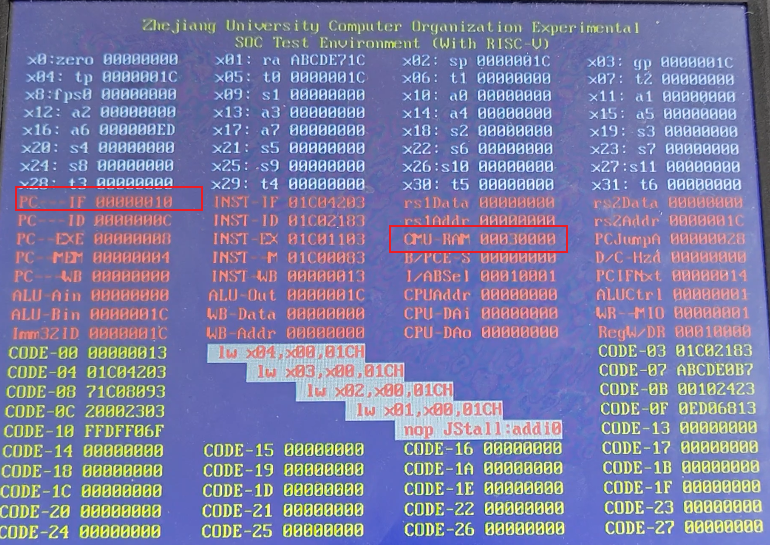 Zhejiang University Computer Organization Experimental
SOC Test Environment (With RISC-V)
x0:zero 00000000 x01: ra ABCDE71C x02: sp 0000001C x03: gp 0000001C
x04: tp 0000001C x05: t0 00000000 x06: t1 00000000 x07: t2 00000000
x8:fps0 00000000 x09: s1 00000000 x10: a0 00000000 x11: a1 00000000
x12: a2 00000000 x13: a3 00000000 x14: a4 00000000 x15: a5 00000000
x16: a6 000000ED x17: a7 00000000 x18: s2 00000000 x19: s3 00000000
x20: s4 00000000 x21: s5 00000000 x22: s6 00000000 x23: s7 00000000
x24: s8 00000000 x25: s9 00000000 x26:s10 00000000 x27:s11 00000000
x28: t3 00000000 x29: t4 00000000 x30: t5 00000000 x31: t6 00000000
PC---IF 00000010 INST-IF 01C04203 rs1Data 00000000 rs2Data 00000000
PC---ID 0000000C INST-ID 01C02183 rs1Addr 00000000 rs2Addr 0000001C
PC--EXE 00000008 INST-EX 01C01103 CMU-RAM 00030000 PCJumpA 00000028
PC--MEM 00000004 INST--M 01C00083 B/PCE-S 00000000 D/C-Hzd 00000000
PC---WB 00000000 INST-WB 00000013 I/ABSel 00010001 PCIFNxt 00000014
ALU-Ain 00000000 ALU-Out 0000001C CPUAddr 00000000 ALUCtrl 00000001
ALU-Bin 0000001C WB-Data 00000000 CPU-DAi 00000000 WR--MIO 00000001
Imm32ID 0000001C WB-Addr 00000000 CPU-DAo 00000000 RegW/DR 00010000
CODE-00 00000013 lw x04,x00,01CH CODE-03 01C02183
CODE-04 01C04203 lw x03,x00,01CH CODE-07 ABCDE0B7
CODE-08 71C08093 lw x02,x00,01CH CODE-0B 00102423
CODE-0C 20002303 lw x01,x00,01CH CODE-0F 0ED06813
CODE-10 FFDFF06F nop JStall:addi0 CODE-13 00000000
CODE-14 00000000 CODE-15 00000000 CODE-16 00000000 CODE-17 00000000
CODE-18 00000000 CODE-19 00000000 CODE-1A 00000000 CODE-1B 00000000
CODE-1C 00000000 CODE-1D 00000000 CODE-1E 00000000 CODE-1F 00000000
CODE-20 00000000 CODE-21 00000000 CODE-22 00000000 CODE-23 00000000
CODE-24 00000000 CODE-25 00000000 CODE-26 00000000 CODE-27 00000000